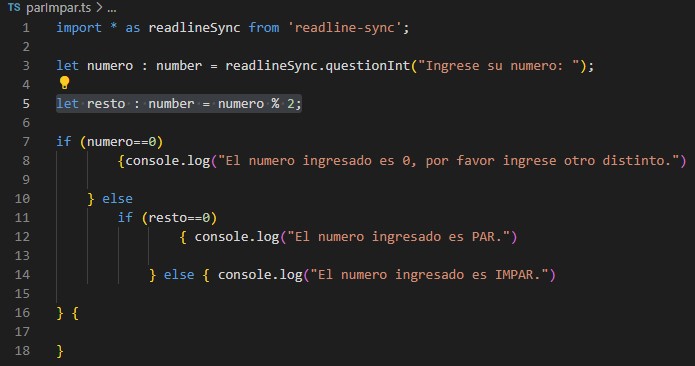 TS parImpar.ts > ...
1 import * as readlineSync from 'readline-sync';
2
3 let numero : number = readlineSync.questionInt("Ingrese su numero: ");
4
5 let resto : number = numero % 2;
6
7 if (numero==0)
8 {console.log("El numero ingresado es 0, por favor ingrese otro distinto.")
9
10 } else
11 if (resto==0)
12 { console.log("El numero ingresado es PAR.")
13
14 } else { console.log("El numero ingresado es IMPAR.")
15
16 } {
17
18 }